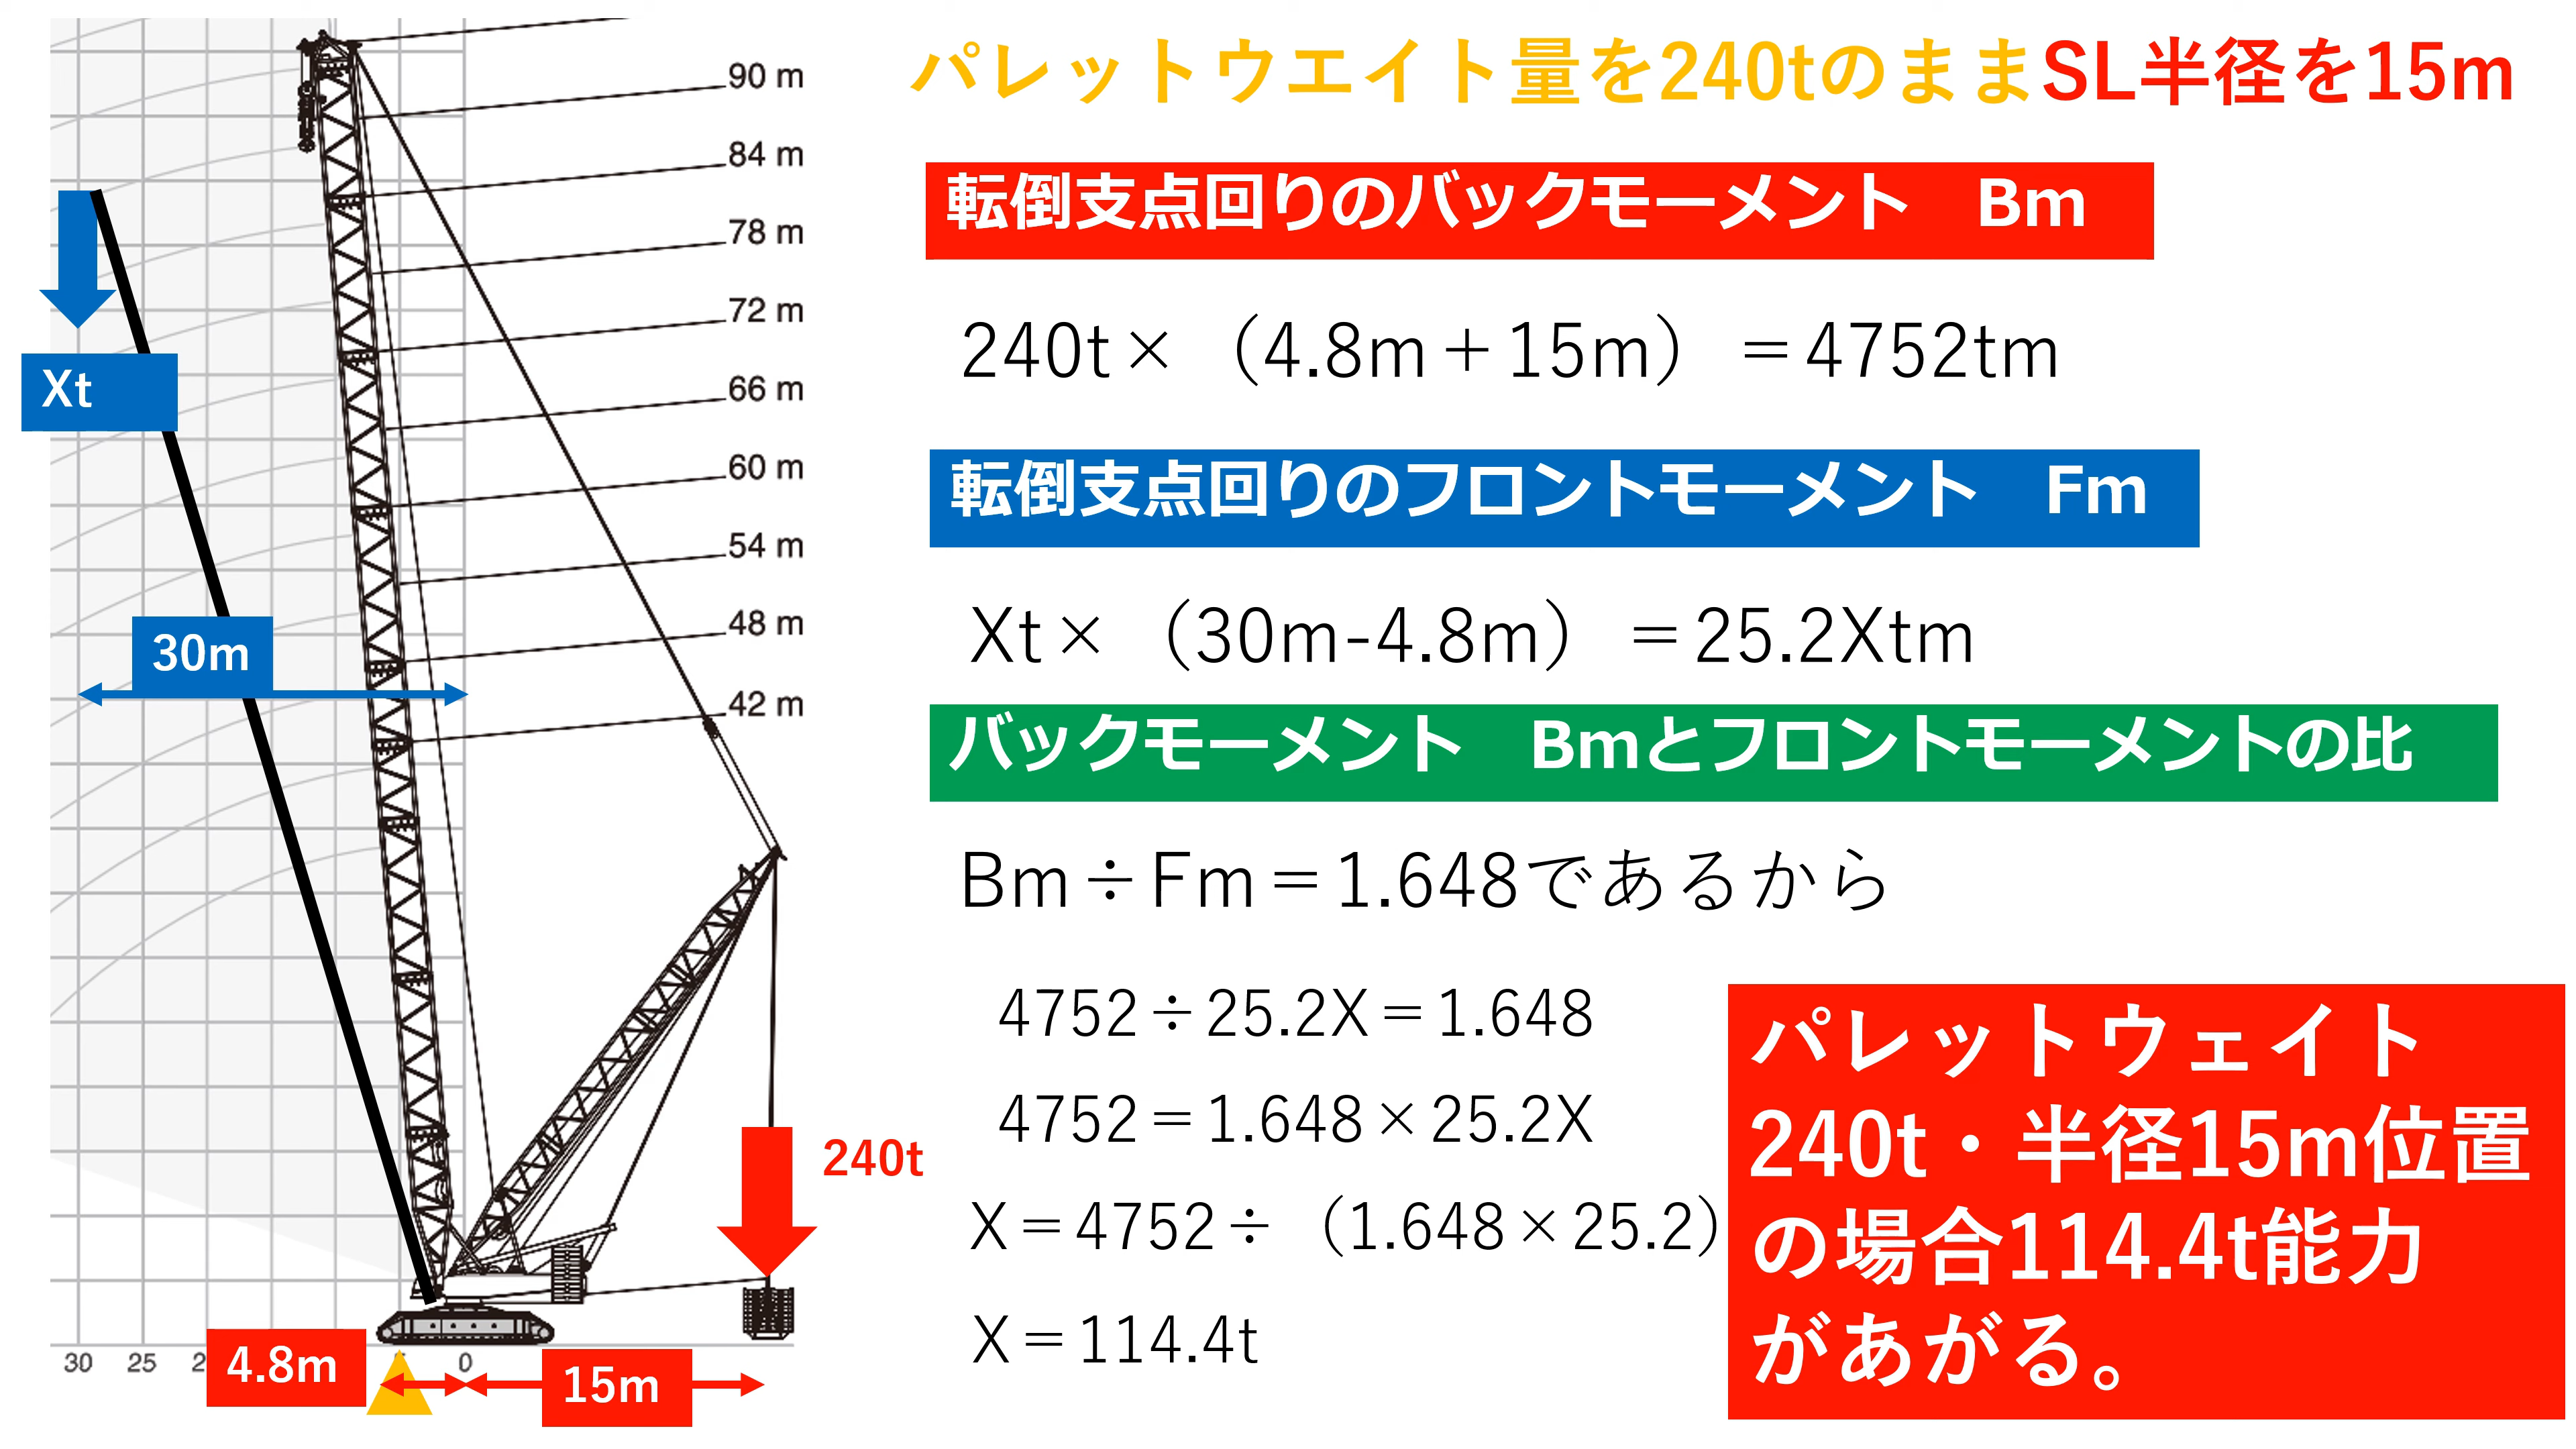 パレットウエイト量を240tのままSL半径を15m
90 m
84 m
78 m
72 m
66 m
60 m
54 m
48 m
42 m
Xt
30m
240t
30 25 2
0
4.8m
15m
転倒支点回りのバックモーメント　Bm
240t×（4.8m＋15m）＝4752tm
転倒支点回りのフロントモーメント　Fm
Xt×（30m-4.8m）＝25.2Xtm
バックモーメント　Bmとフロントモーメントの比
Bm÷Fm＝1.648であるから
4752÷25.2X＝1.648
4752＝1.648×25.2X
X＝4752÷（1.648×25.2）
X＝114.4t
パレットウェイト
240t・半径15m位置
の場合114.4t能力
があがる。